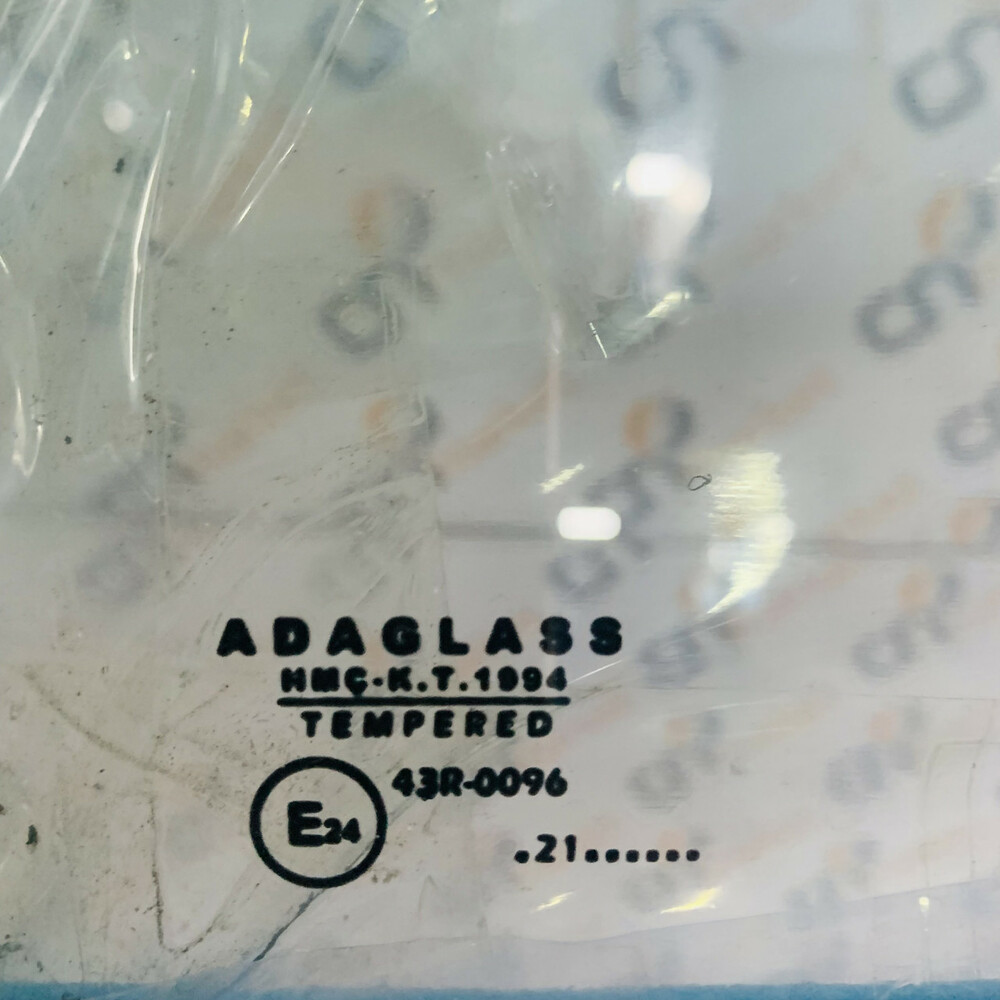 ADAGLASS
HMÇ-K.T.1994
TEMPERED
43R-0096
E24
.21......